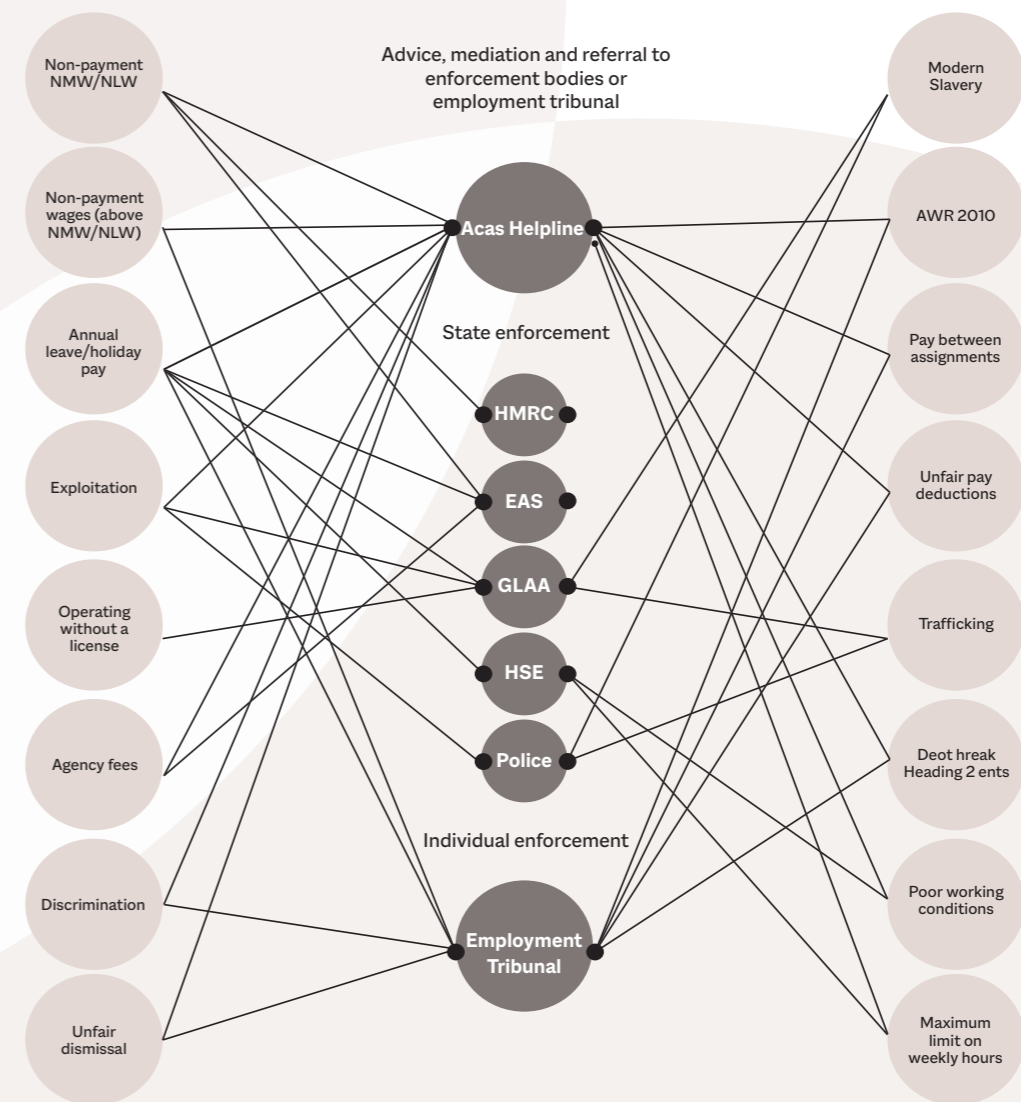 Non-payment
NMW/NLW
Non-payment
wages (above
NMW/NLW)
Annual
leave/holiday
pay
Exploitation
Operating
without a
license
Agency fees
Discrimination
Unfair
dismissal
Advice, mediation and referral to
enforcement bodies or
employment tribunal
Acas Helpline
State enforcement
HMRC
EAS
GLAA
HSE
Police
Individual enforcement
Employment
Tribunal
Modern
Slavery
AWR 2010
Pay between
assignments
Unfair pay
deductions
Trafficking
Deot hreak
Heading 2 ents
Poor working
conditions
Maximum
limit on
weekly hours